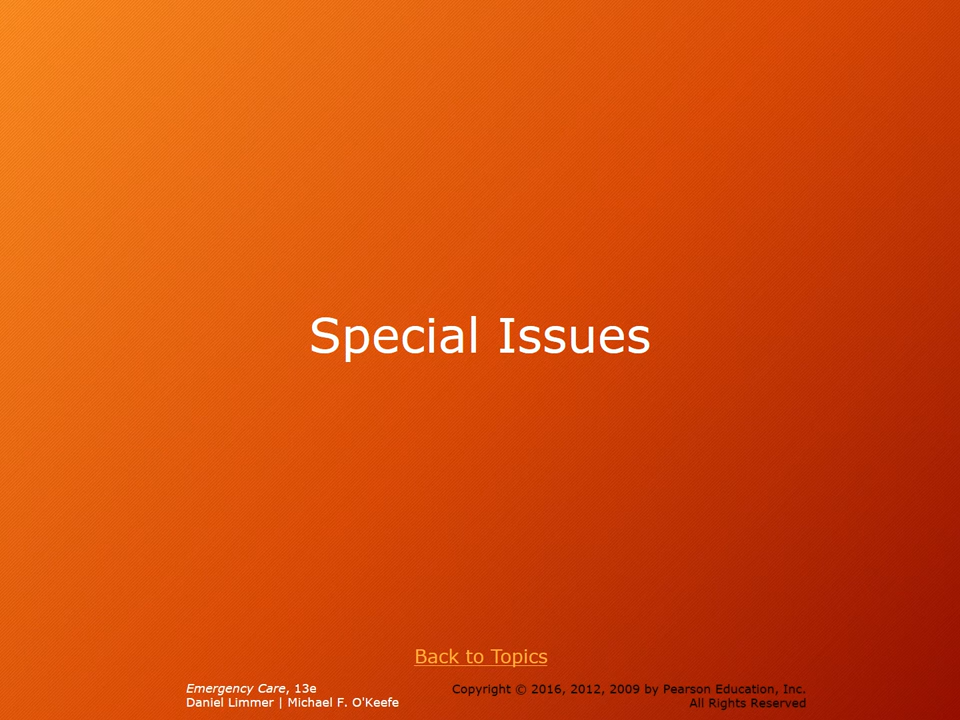 Special Issues
Back to Topics
Emergency Care, 13e
Daniel Limmer | Michael F. O'Keefe
Copyright © 2016, 2012, 2009 by Pearson Education, Inc.
All Rights Reserved